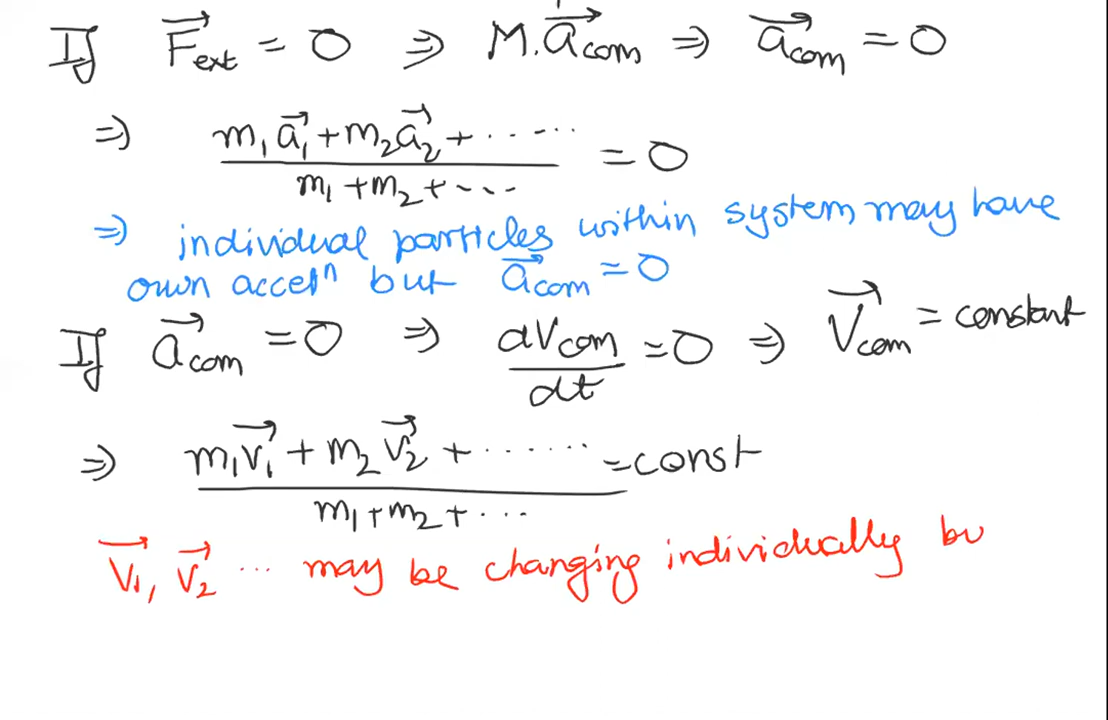 If F⃗ext = 0 ⇒ M.a⃗com ⇒ a⃗com = 0
⇒ (m₁a⃗₁ + m₂a⃗₂ + ......) / (m₁ + m₂ + ...) = 0
⇒ individual particles within system may have
own accelⁿ but a⃗com = 0
If a⃗com = 0 ⇒ dVcom/dt = 0 ⇒ V⃗com = constant
⇒ (m₁v⃗₁ + m₂v⃗₂ + ......) / (m₁ + m₂ + ...) = const
V⃗₁, V⃗₂ ... may be changing individually bu